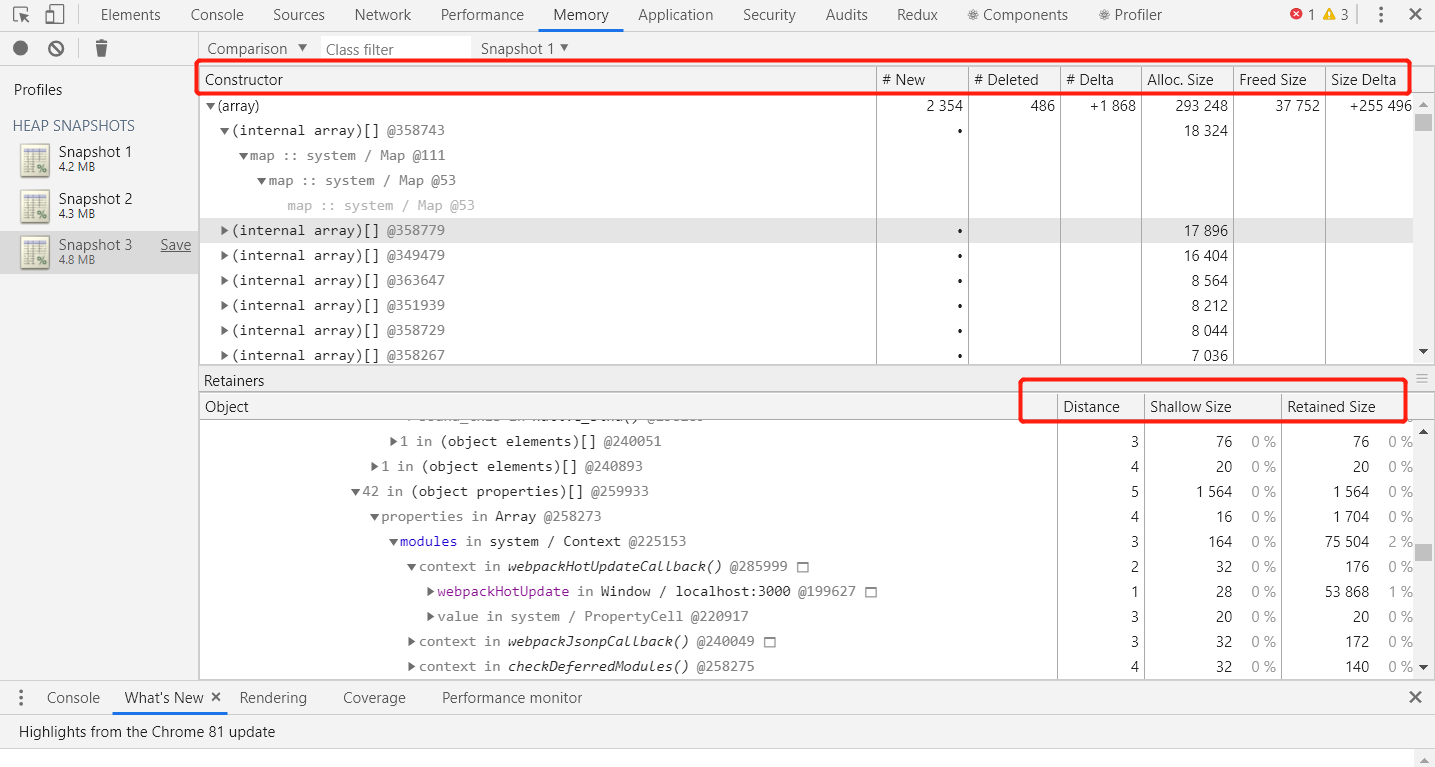 Elements Console Sources Network Performance Memory Application Security Audits Redux Components Profiler 1 3
Comparison Class filter Snapshot 1
Profiles
HEAP SNAPSHOTS
Snapshot 1
4.2 MB
Snapshot 2
4.3 MB
Snapshot 3 Save
4.8 MB
Constructor # New # Deleted # Delta Alloc. Size Freed Size Size Delta
(array) 2 354 486 +1 868 293 248 37 752 +255 496
(internal array)[] @358743 • 18 324
map :: system / Map @111
map :: system / Map @53
map :: system / Map @53
(internal array)[] @358779 • 17 896
(internal array)[] @349479 • 16 404
(internal array)[] @363647 • 8 564
(internal array)[] @351939 • 8 212
(internal array)[] @358729 • 8 044
(internal array)[] @358267 • 7 036
Retainers
Object Distance Shallow Size Retained Size
1 in (object elements)[] @240051 3 76 0 % 76 0 %
1 in (object elements)[] @240893 4 20 0 % 20 0 %
42 in (object properties)[] @259933 5 1 564 0 % 1 564 0 %
properties in Array @258273 4 16 0 % 1 704 0 %
modules in system / Context @225153 3 164 0 % 75 504 2 %
context in webpackHotUpdateCallback() @285999 2 32 0 % 176 0 %
webpackHotUpdate in Window / localhost:3000 @199627 1 28 0 % 53 868 1 %
value in system / PropertyCell @220917 3 20 0 % 20 0 %
context in webpackJsonpCallback() @240049 3 32 0 % 172 0 %
context in checkDeferredModules() @258275 4 32 0 % 140 0 %
Console What's New Rendering Coverage Performance monitor
Highlights from the Chrome 81 update